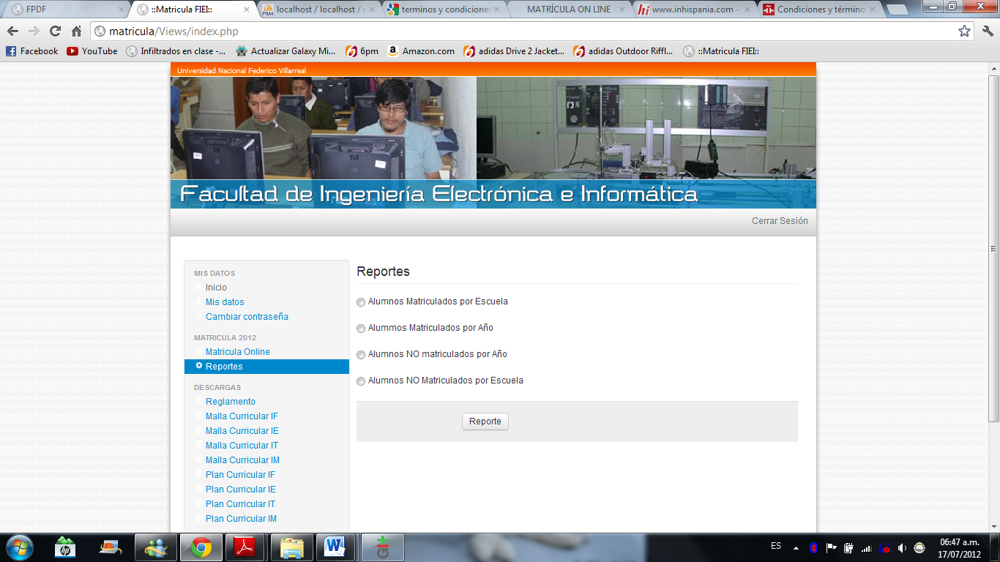 FPDF
::Matricula FIEI::
localhost / localhost /
terminos y condicione
MATRÍCULA ON LINE
www.inhispania.com -
Condiciones y término
matricula/Views/index.php
Facebook
YouTube
Infiltrados en clase -...
Actualizar Galaxy Mi...
6pm
Amazon.com
adidas Drive 2 Jacket...
adidas Outdoor Riffl...
::Matricula FIEI::
Universidad Nacional Federico Villarreal
Facultad de Ingeniería Electrónica e Informática
Cerrar Sesión
MIS DATOS
Inicio
Mis datos
Cambiar contraseña
MATRICULA 2012
Matricula Online
Reportes
DESCARGAS
Reglamento
Malla Curricular IF
Malla Curricular IE
Malla Curricular IT
Malla Curricular IM
Plan Curricular IF
Plan Curricular IE
Plan Curricular IT
Plan Curricular IM
Reportes
Alumnos Matriculados por Escuela
Alummos Matriculados por Año
Alumnos NO matriculados por Año
Alumnos NO Matriculados por Escuela
Reporte
ES
06:47 a.m.
17/07/2012